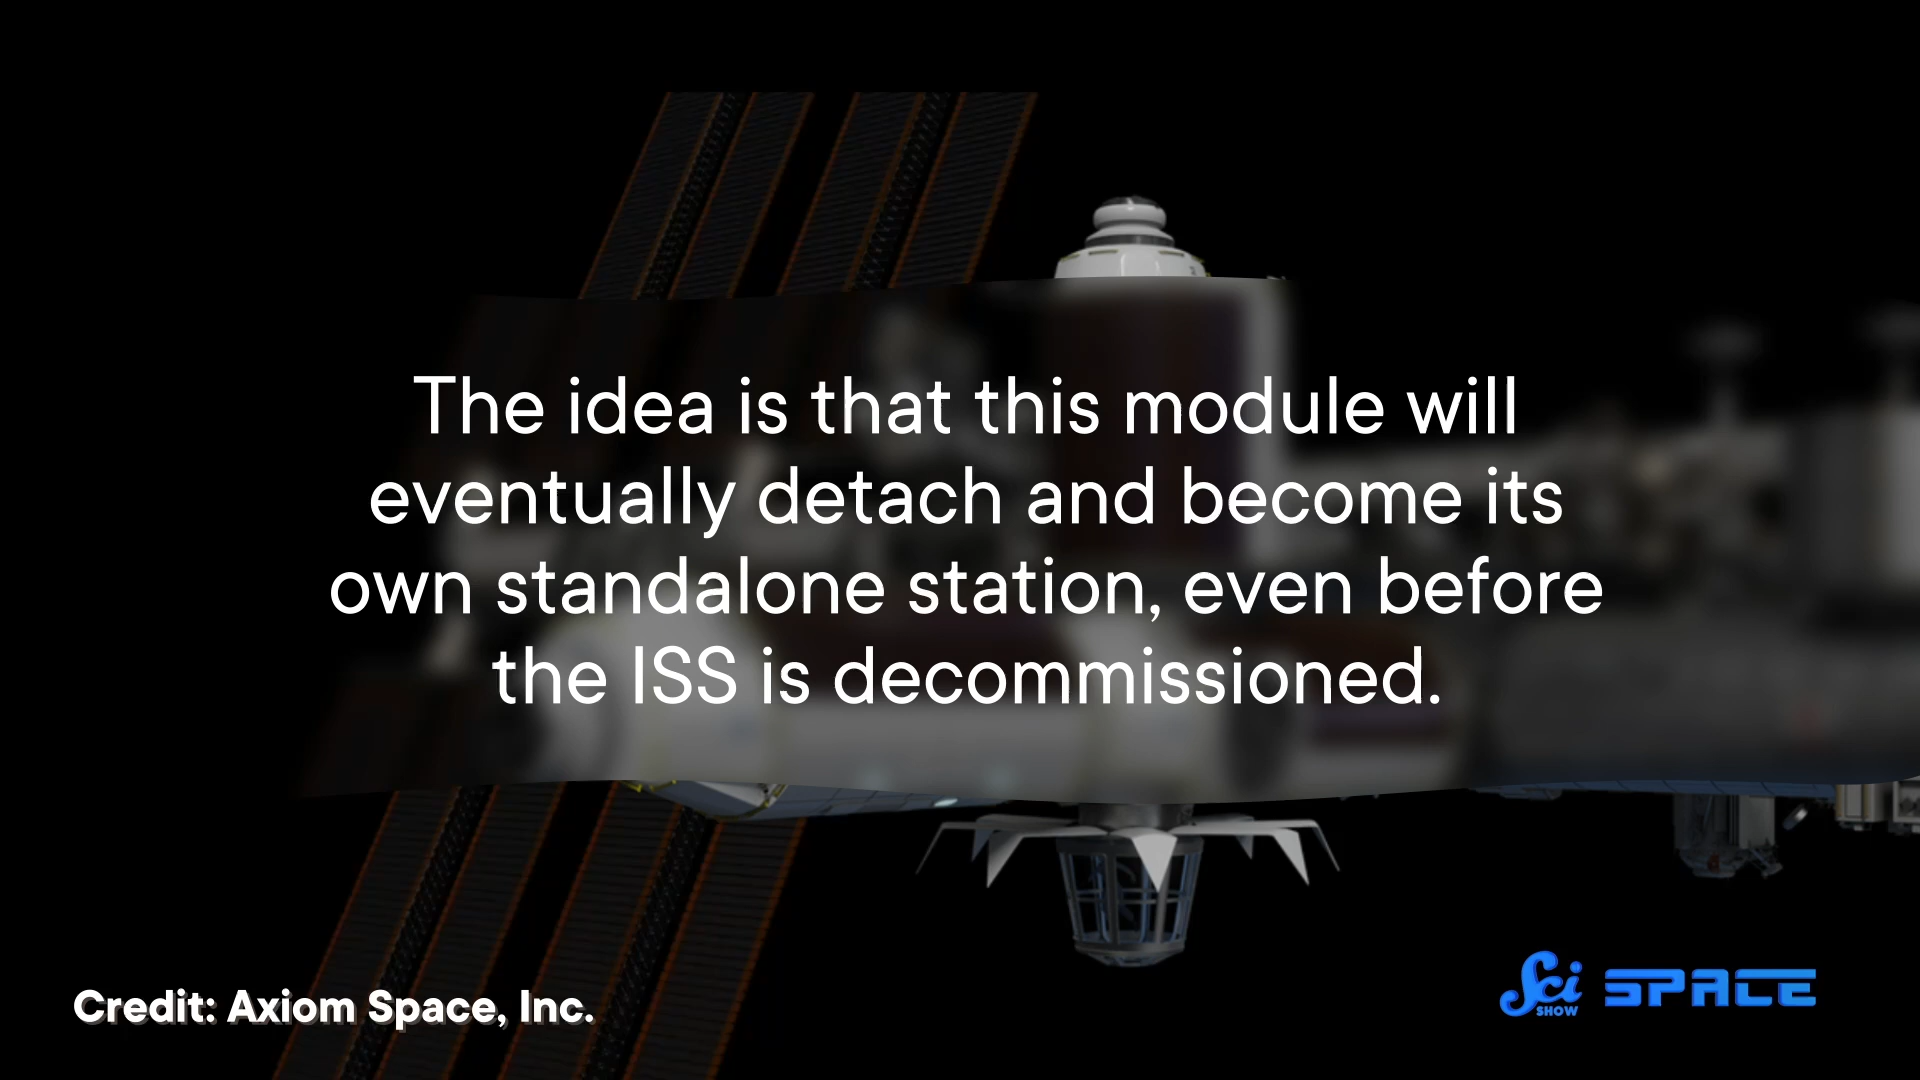 The idea is that this module will
eventually detach and become its
own standalone station, even before
the ISS is decommissioned.
Credit: Axiom Space, Inc.
Sci SHOW SPACE